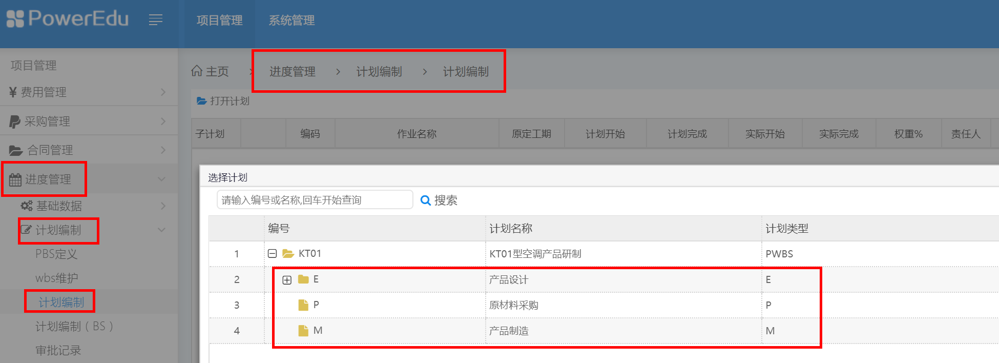 PowerEdu
项目管理
系统管理
项目管理
¥ 费用管理
采购管理
合同管理
进度管理
基础数据
计划编制
PBS定义
wbs维护
计划编制
计划编制（BS）
审批记录
主页 > 进度管理 > 计划编制 > 计划编制
打开计划
子计划 编码 作业名称 原定工期 计划开始 计划完成 实际开始 实际完成 权重% 责任人
选择计划
请输入编号或名称,回车开始查询 搜索
编号 计划名称 计划类型
1 KT01 KT01型空调产品研制 PWBS
2 E 产品设计 E
3 P 原材料采购 P
4 M 产品制造 M